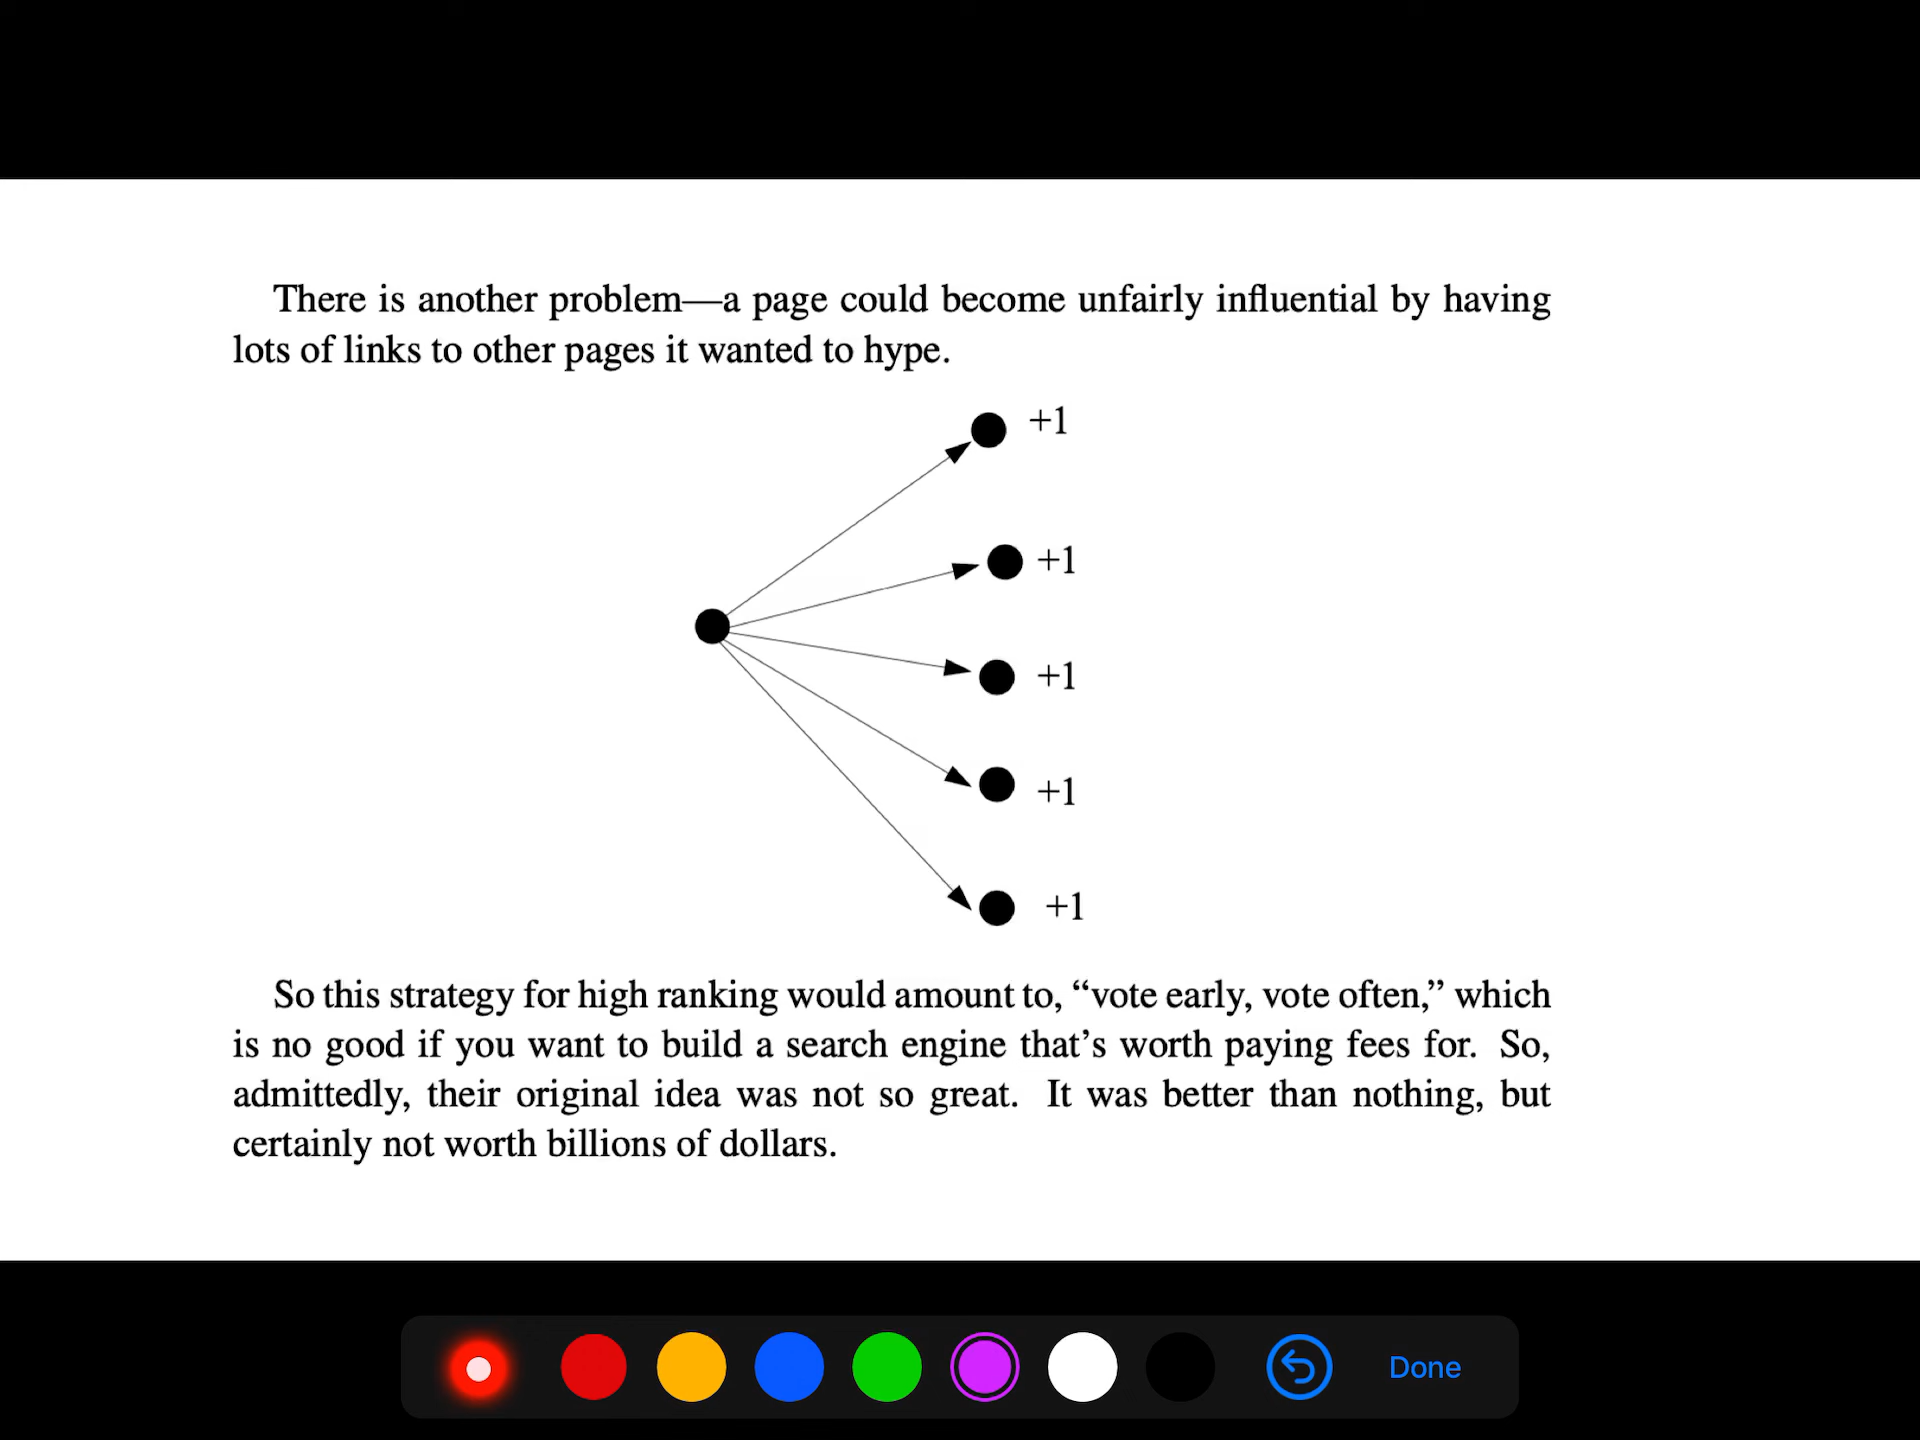 There is another problem—a page could become unfairly influential by having
lots of links to other pages it wanted to hype.
+1
+1
+1
+1
+1
So this strategy for high ranking would amount to, “vote early, vote often,” which
is no good if you want to build a search engine that’s worth paying fees for. So,
admittedly, their original idea was not so great. It was better than nothing, but
certainly not worth billions of dollars.
Done